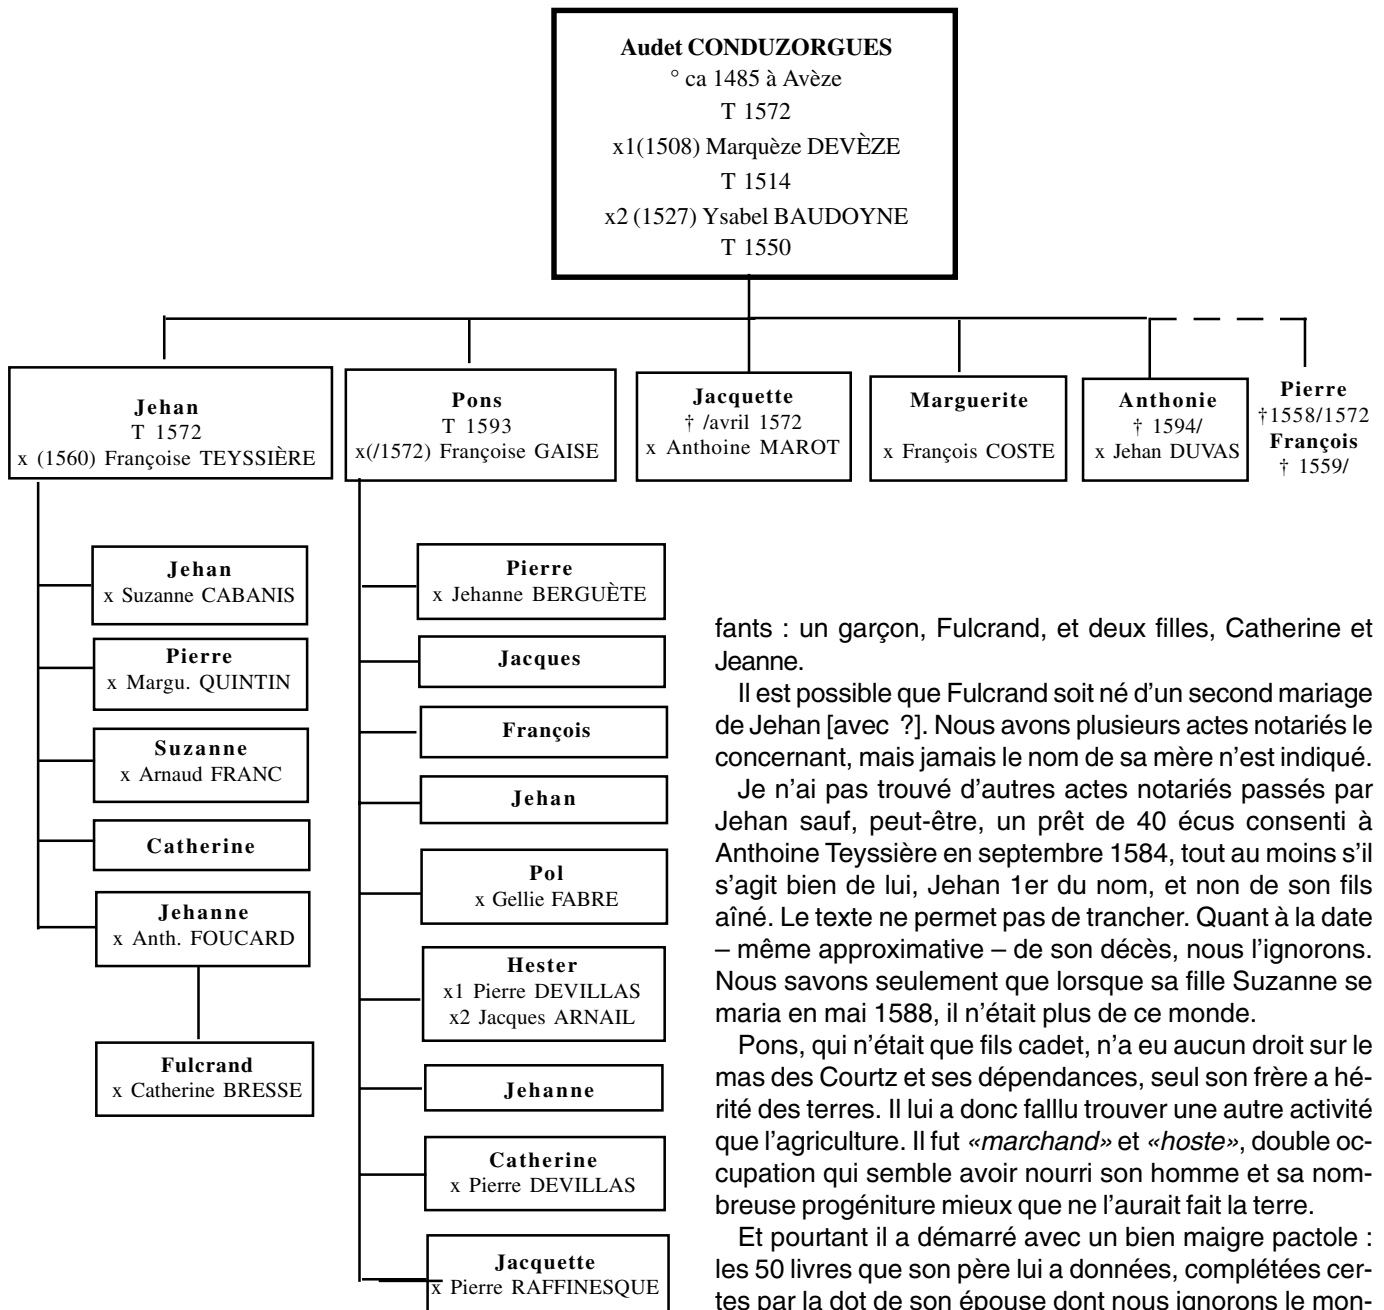 Audet CONDUZORGUES
° ca 1485 à Avèze
T 1572
x1(1508) Marquèze DEVÈZE
T 1514
x2 (1527) Ysabel BAUDOYNE
T 1550
Jehan
T 1572
x (1560) Françoise TEYSSIÈRE
Pons
T 1593
x(/1572) Françoise GAISE
Jacquette
† /avril 1572
x Anthoine MAROT
Marguerite
x François COSTE
Anthonie
† 1594/
x Jehan DUVAS
Pierre
†1558/1572
François
† 1559/
Jehan
x Suzanne CABANIS
Pierre
x Margu. QUINTIN
Suzanne
x Arnaud FRANC
Catherine
Jehanne
x Anth. FOUCARD
Fulcrand
x Catherine BRESSE
Pierre
x Jehanne BERGUÈTE
Jacques
François
Jehan
Pol
x Gellie FABRE
Hester
x1 Pierre DEVILLAS
x2 Jacques ARNAIL
Jehanne
Catherine
x Pierre DEVILLAS
Jacquette
x Pierre RAFFINESQUE
fants : un garçon, Fulcrand, et deux filles, Catherine et
Jeanne.
Il est possible que Fulcrand soit né d'un second mariage
de Jehan [avec ?]. Nous avons plusieurs actes notariés le
concernant, mais jamais le nom de sa mère n'est indiqué.
Je n'ai pas trouvé d'autres actes notariés passés par
Jehan sauf, peut-être, un prêt de 40 écus consenti à
Anthoine Teyssière en septembre 1584, tout au moins s'il
s'agit bien de lui, Jehan 1er du nom, et non de son fils
aîné. Le texte ne permet pas de trancher. Quant à la date
– même approximative – de son décès, nous l'ignorons.
Nous savons seulement que lorsque sa fille Suzanne se
maria en mai 1588, il n'était plus de ce monde.
Pons, qui n'était que fils cadet, n'a eu aucun droit sur le
mas des Courtz et ses dépendances, seul son frère a hé-
rité des terres. Il lui a donc falllu trouver une autre activité
que l'agriculture. Il fut «marchand» et «hoste», double oc-
cupation qui semble avoir nourri son homme et sa nom-
breuse progéniture mieux que ne l'aurait fait la terre.
Et pourtant il a démarré avec un bien maigre pactole :
les 50 livres que son père lui a données, complétées cer-
tes par la dot de son épouse dont nous ignorons le mon-